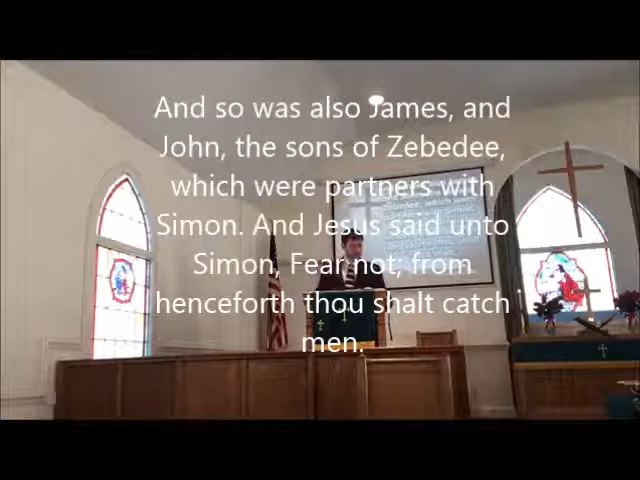 And so was also James, and
John, the sons of Zebedee,
which were partners with
Simon. And Jesus said unto
Simon, Fear not; from
henceforth thou shalt catch
men.